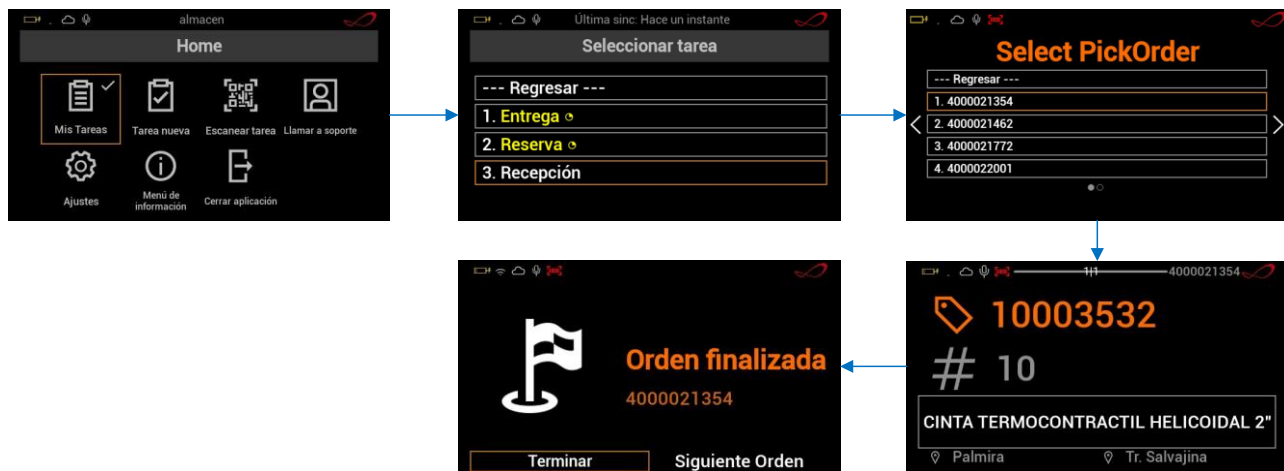 almacen
Home
Mis Tareas
Tarea nueva
Escanear tarea
Llamar a soporte
Ajustes
Menú de
información
Cerrar aplicación
Última sinc: Hace un instante
Seleccionar tarea
--- Regresar ---
1. Entrega
2. Reserva
3. Recepción
Select PickOrder
--- Regresar ---
1. 4000021354
2. 4000021462
3. 4000021772
4. 4000022001
1|1 4000021354
10003532
# 10
CINTA TERMOCONTRACTIL HELICOIDAL 2"
Palmira Tr. Salvajina
Orden finalizada
4000021354
Terminar Siguiente Orden